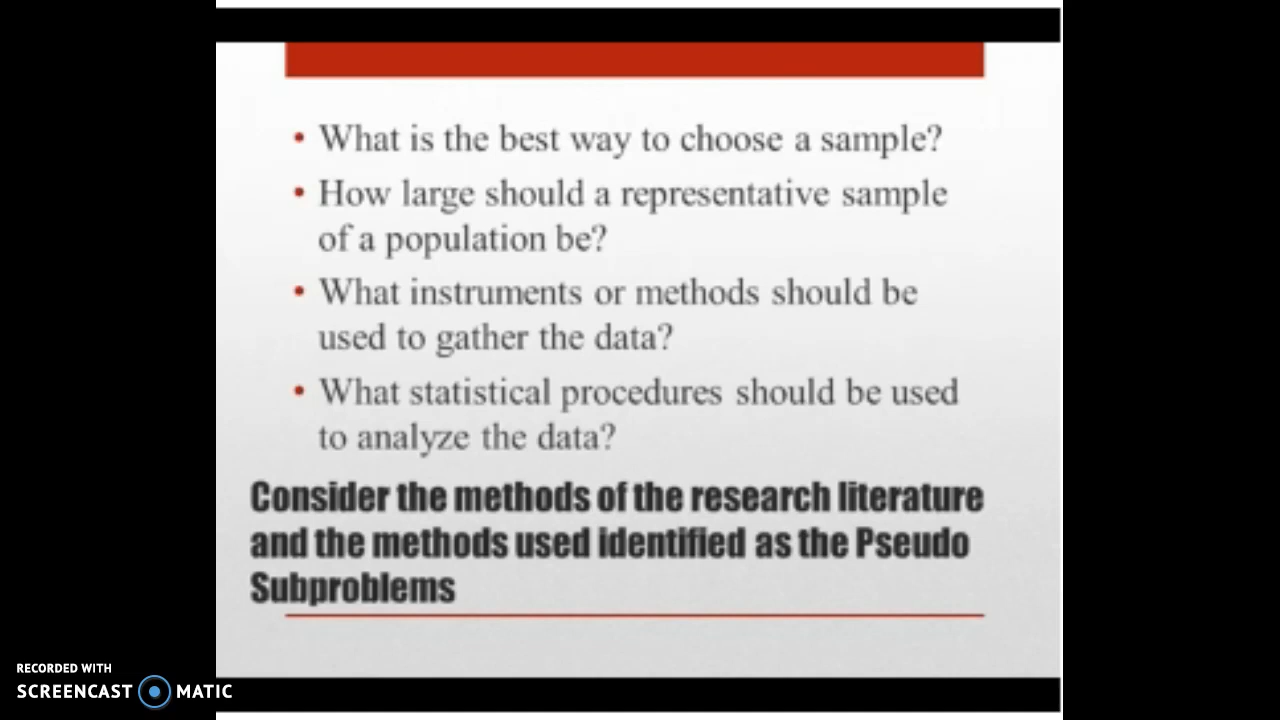 • What is the best way to choose a sample?
• How large should a representative sample
of a population be?
• What instruments or methods should be
used to gather the data?
• What statistical procedures should be used
to analyze the data?
Consider the methods of the research literature
and the methods used identified as the Pseudo
Subproblems
RECORDED WITH
SCREENCAST MATIC